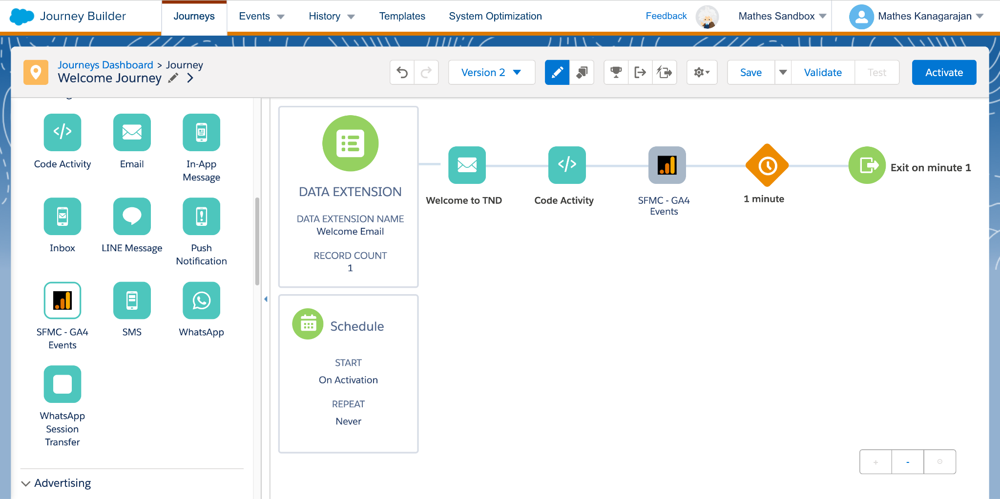 Journey Builder
Journeys
Events
History
Templates
System Optimization
Feedback
Mathes Sandbox
Mathes Kanagarajan
Journeys Dashboard > Journey
Welcome Journey
Version 2
Save
Validate
Test
Activate
Code Activity
Email
In-App
Message
Inbox
LINE Message
Push
Notification
SFMC - GA4
Events
SMS
WhatsApp
WhatsApp
Session
Transfer
Advertising
DATA EXTENSION
DATA EXTENSION NAME
Welcome Email
RECORD COUNT
1
Schedule
START
On Activation
REPEAT
Never
Welcome to TND
Code Activity
SFMC - GA4
Events
1 minute
Exit on minute 1